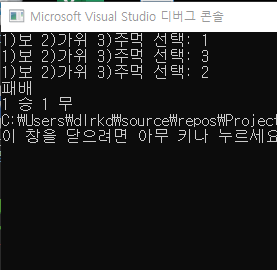 Microsoft Visual Studio 디버그 콘솔
1)보 2)가위 3)주먹 선택: 1
1)보 2)가위 3)주먹 선택: 3
1)보 2)가위 3)주먹 선택: 2
패배
1 승 1 무
C:₩Users₩dlrkd₩source₩repos₩Project
이 창을 닫으려면 아무 키나 누르세요